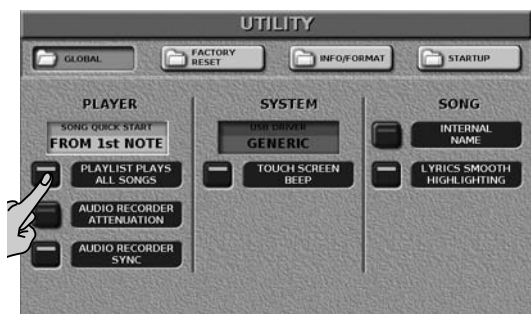 UTILITY
GLOBAL
FACTORY
RESET
INFO/FORMAT
STARTUP
PLAYER
SONG QUICK START
FROM 1st NOTE
PLAYLIST PLAYS
ALL SONGS
AUDIO RECORDER
ATTENUATION
AUDIO RECORDER
SYNC
SYSTEM
USB DRIVER
GENERIC
TOUCH SCREEN
BEEP
SONG
INTERNAL
NAME
LYRICS SMOOTH
HIGHLIGHTING